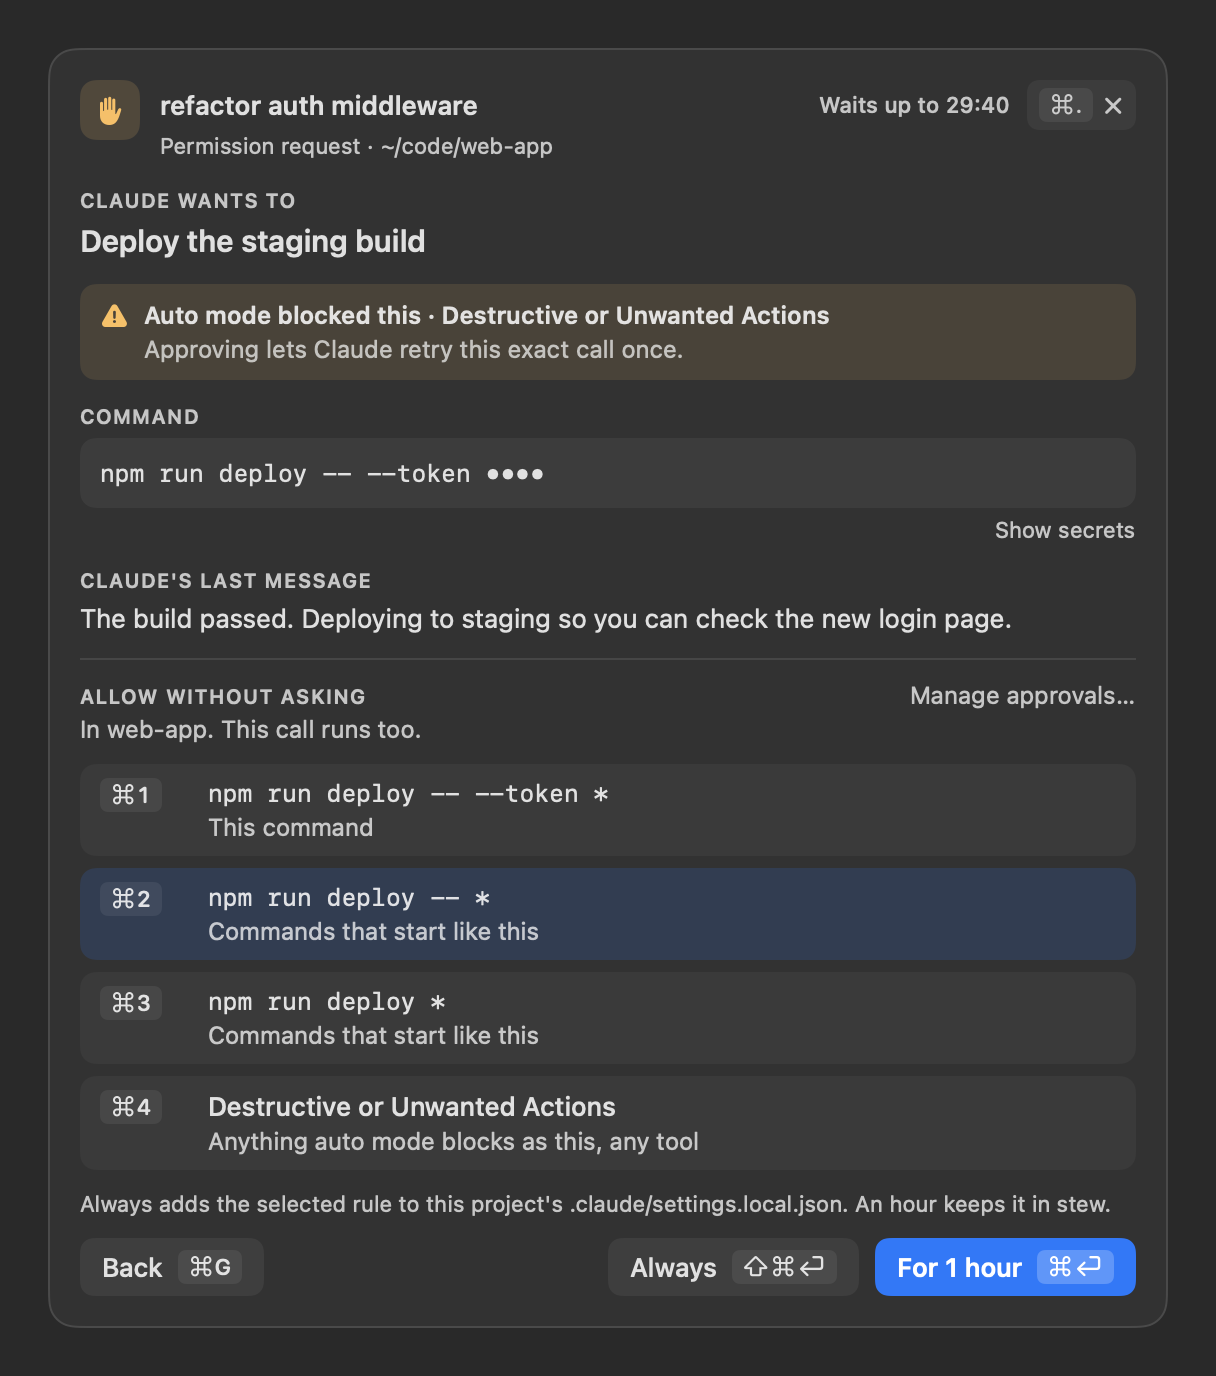 refactor auth middleware
Waits up to 29:40
⌘.
Permission request · ~/code/web-app
CLAUDE WANTS TO
Deploy the staging build
Auto mode blocked this · Destructive or Unwanted Actions
Approving lets Claude retry this exact call once.
COMMAND
npm run deploy -- --token ••••
Show secrets
CLAUDE'S LAST MESSAGE
The build passed. Deploying to staging so you can check the new login page.
ALLOW WITHOUT ASKING
Manage approvals...
In web-app. This call runs too.
⌘1 npm run deploy -- --token *
This command
⌘2 npm run deploy -- *
Commands that start like this
⌘3 npm run deploy *
Commands that start like this
⌘4 Destructive or Unwanted Actions
Anything auto mode blocks as this, any tool
Always adds the selected rule to this project's .claude/settings.local.json. An hour keeps it in stew.
Back ⌘G
Always ⇧⌘↩
For 1 hour ⌘↩